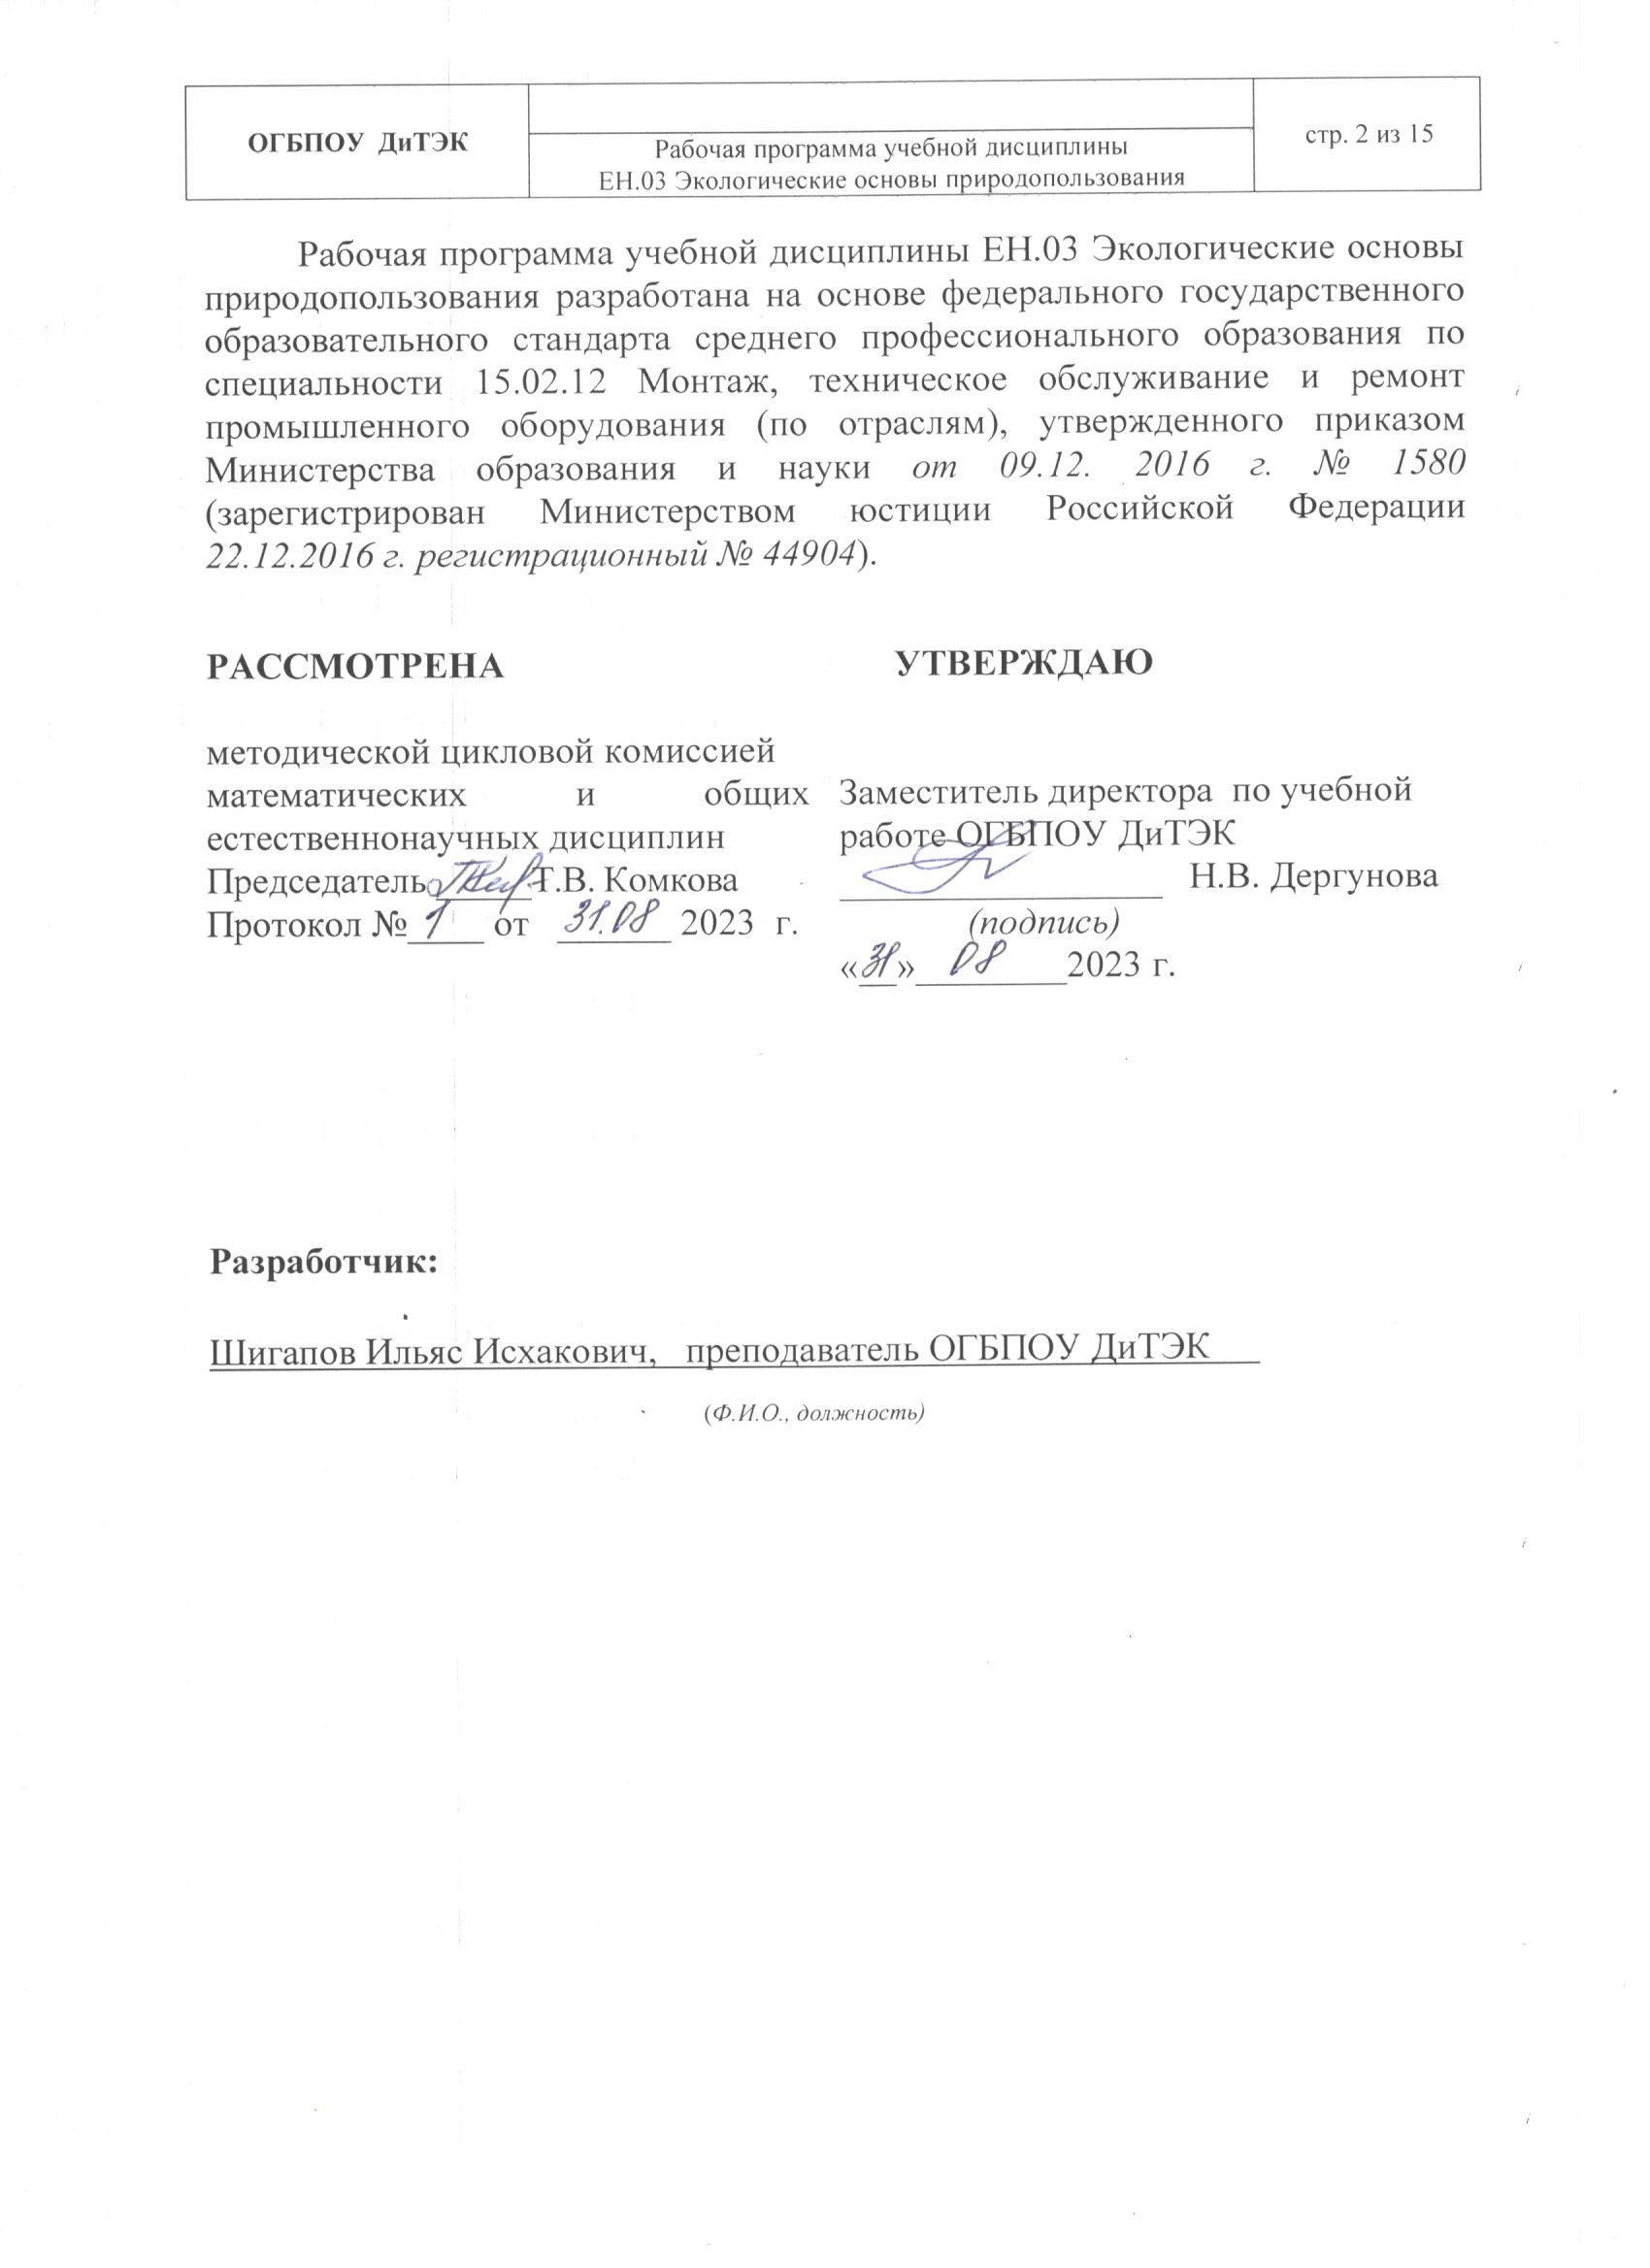 ОГБПОУ ДиТЭК
Рабочая программа учебной дисциплины
ЕН.03 Экологические основы природопользования
стр. 2 из 15
Рабочая программа учебной дисциплины ЕН.03 Экологические основы
природопользования разработана на основе федерального государственного
образовательного стандарта среднего профессионального образования по
специальности 15.02.12 Монтаж, техническое обслуживание и ремонт
промышленного оборудования (по отраслям), утвержденного приказом
Министерства образования и науки от 09.12. 2016 г. № 1580
(зарегистрирован Министерством юстиции Российской Федерации
22.12.2016 г. регистрационный № 44904).
РАССМОТРЕНА
методической цикловой комиссией
математических и общих
естественнонаучных дисциплин
Председатель Т.В. Комкова
Протокол № 1 от 31.08 2023 г.
УТВЕРЖДАЮ
Заместитель директора по учебной
работе ОГБПОУ ДиТЭК
Н.В. Дергунова
(подпись)
«31» 08 2023 г.
Разработчик:
Шигапов Ильяс Исхакович, преподаватель ОГБПОУ ДиТЭК
(Ф.И.О., должность)